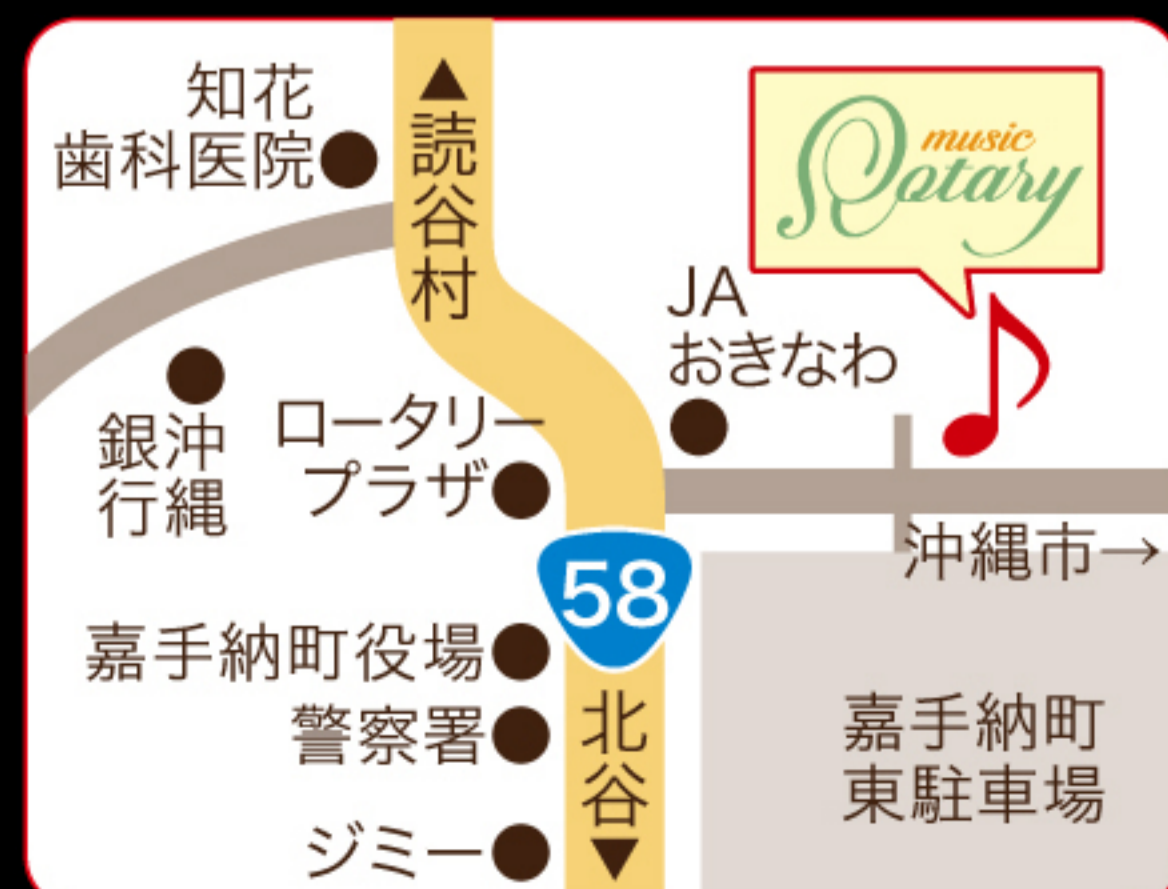 知花
歯科医院
▲読谷村
music
Rotary
JA
おきなわ
銀沖
行縄
ロータリー
プラザ
沖縄市→
58
嘉手納町役場
警察署
ジミー
北谷▼
嘉手納町
東駐車場